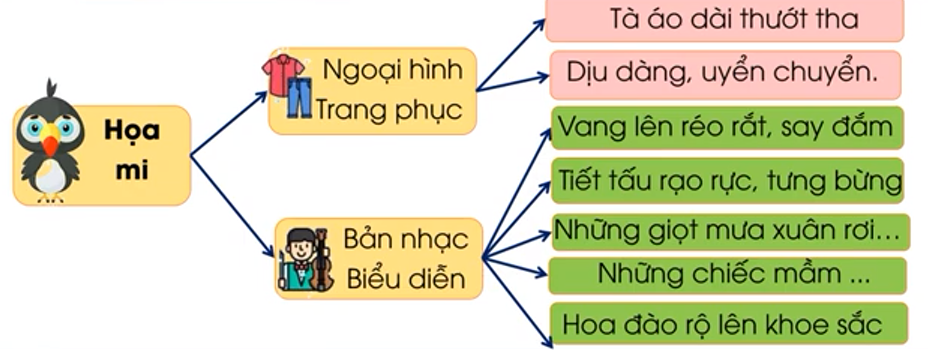 Họa
mi
Ngoại hình
Trang phục
Tà áo dài thướt tha
Dịu dàng, uyển chuyển.
Bản nhạc
Biểu diễn
Vang lên réo rắt, say đắm
Tiết tấu rạo rực, tưng bừng
Những giọt mưa xuân rơi...
Những chiếc mầm ...
Hoa đào rộ lên khoe sắc